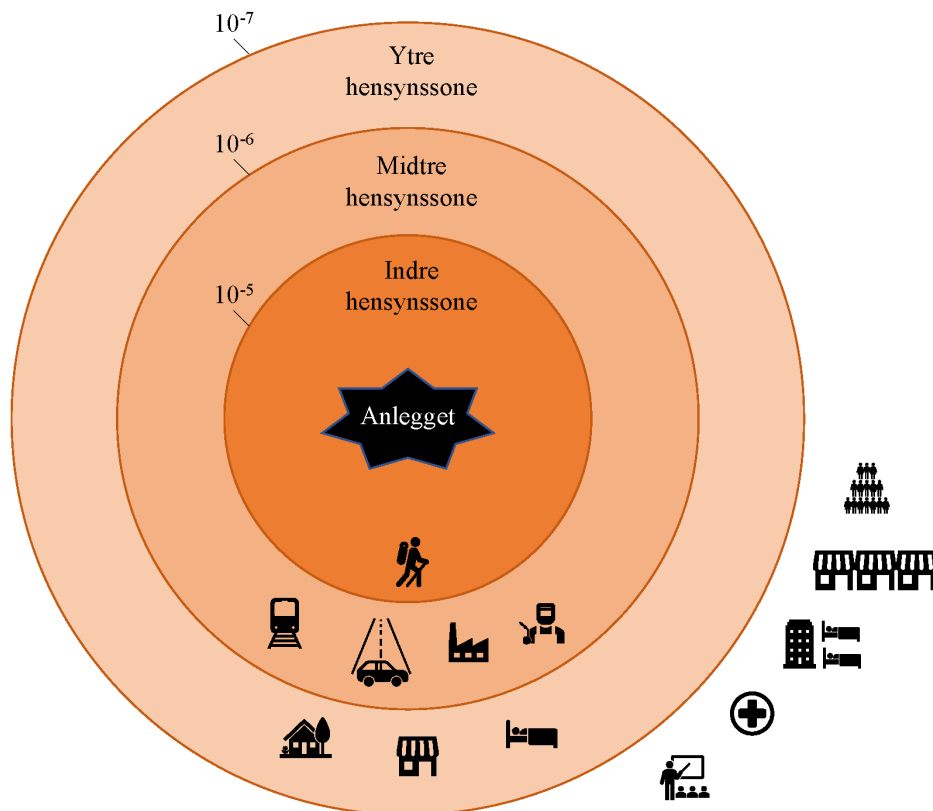 10⁻⁷
Ytre
hensynssone
10⁻⁶
Midtre
hensynssone
10⁻⁵
Indre
hensynssone
Anlegget